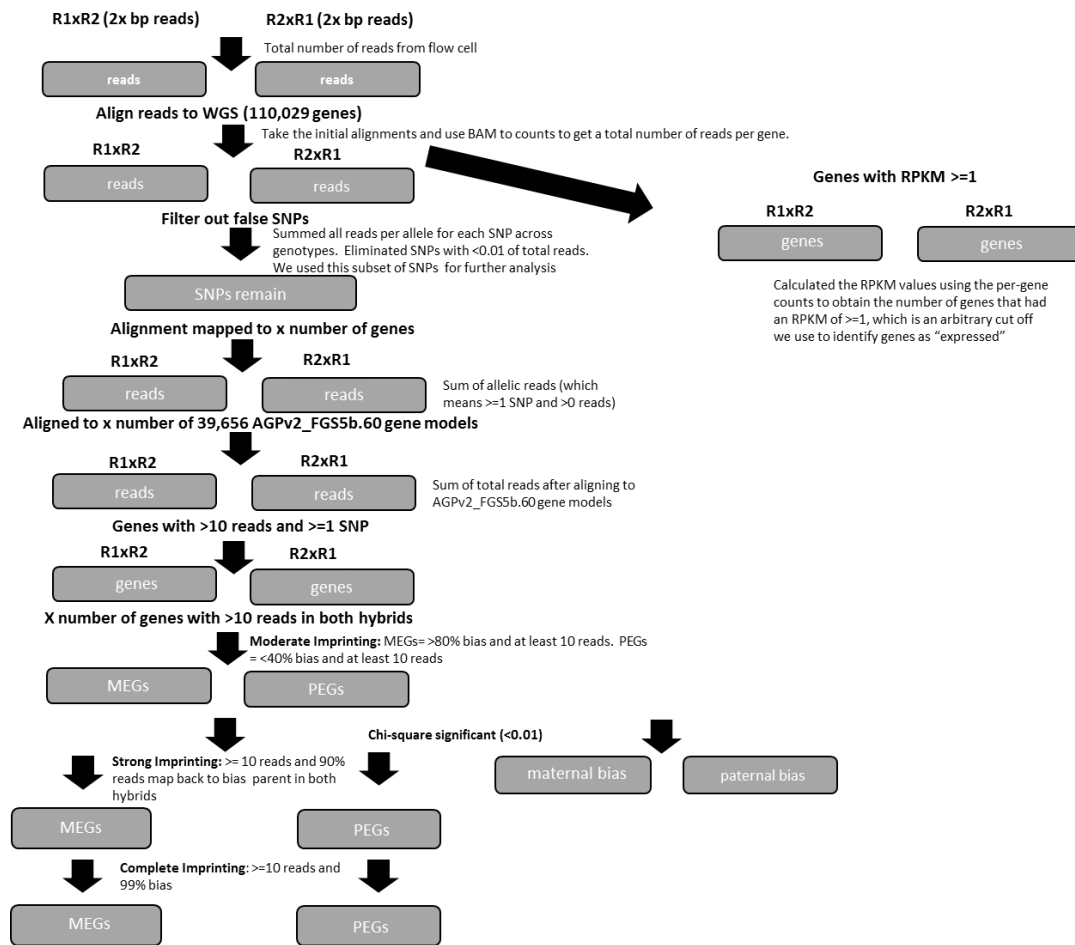 R1xR2 (2x bp reads)
R2xR1 (2x bp reads)
Total number of reads from flow cell
reads
reads
Align reads to WGS (110,029 genes)
Take the initial alignments and use BAM to counts to get a total number of reads per gene.
R1xR2
R2xR1
reads
reads
Genes with RPKM >=1
R1xR2
R2xR1
genes
genes
Calculated the RPKM values using the per-gene
counts to obtain the number of genes that had
an RPKM of >=1, which is an arbitrary cut off
we use to identify genes as “expressed”
Filter out false SNPs
Summed all reads per allele for each SNP across
genotypes. Eliminated SNPs with <0.01 of total reads.
We used this subset of SNPs for further analysis
SNPs remain
Alignment mapped to x number of genes
R1xR2
R2xR1
reads
reads
Sum of allelic reads (which
means >=1 SNP and >0 reads)
Aligned to x number of 39,656 AGPv2_FGS5b.60 gene models
R1xR2
R2xR1
reads
reads
Sum of total reads after aligning to
AGPv2_FGS5b.60 gene models
Genes with >10 reads and >=1 SNP
R1xR2
R2xR1
genes
genes
X number of genes with >10 reads in both hybrids
Moderate Imprinting: MEGs= >80% bias and at least 10 reads. PEGs
= <40% bias and at least 10 reads
MEGs
PEGs
Chi-square significant (<0.01)
maternal bias
paternal bias
Strong Imprinting: >= 10 reads and 90%
reads map back to bias parent in both
hybrids
MEGs
PEGs
Complete Imprinting: >=10 reads and
99% bias
MEGs
PEGs